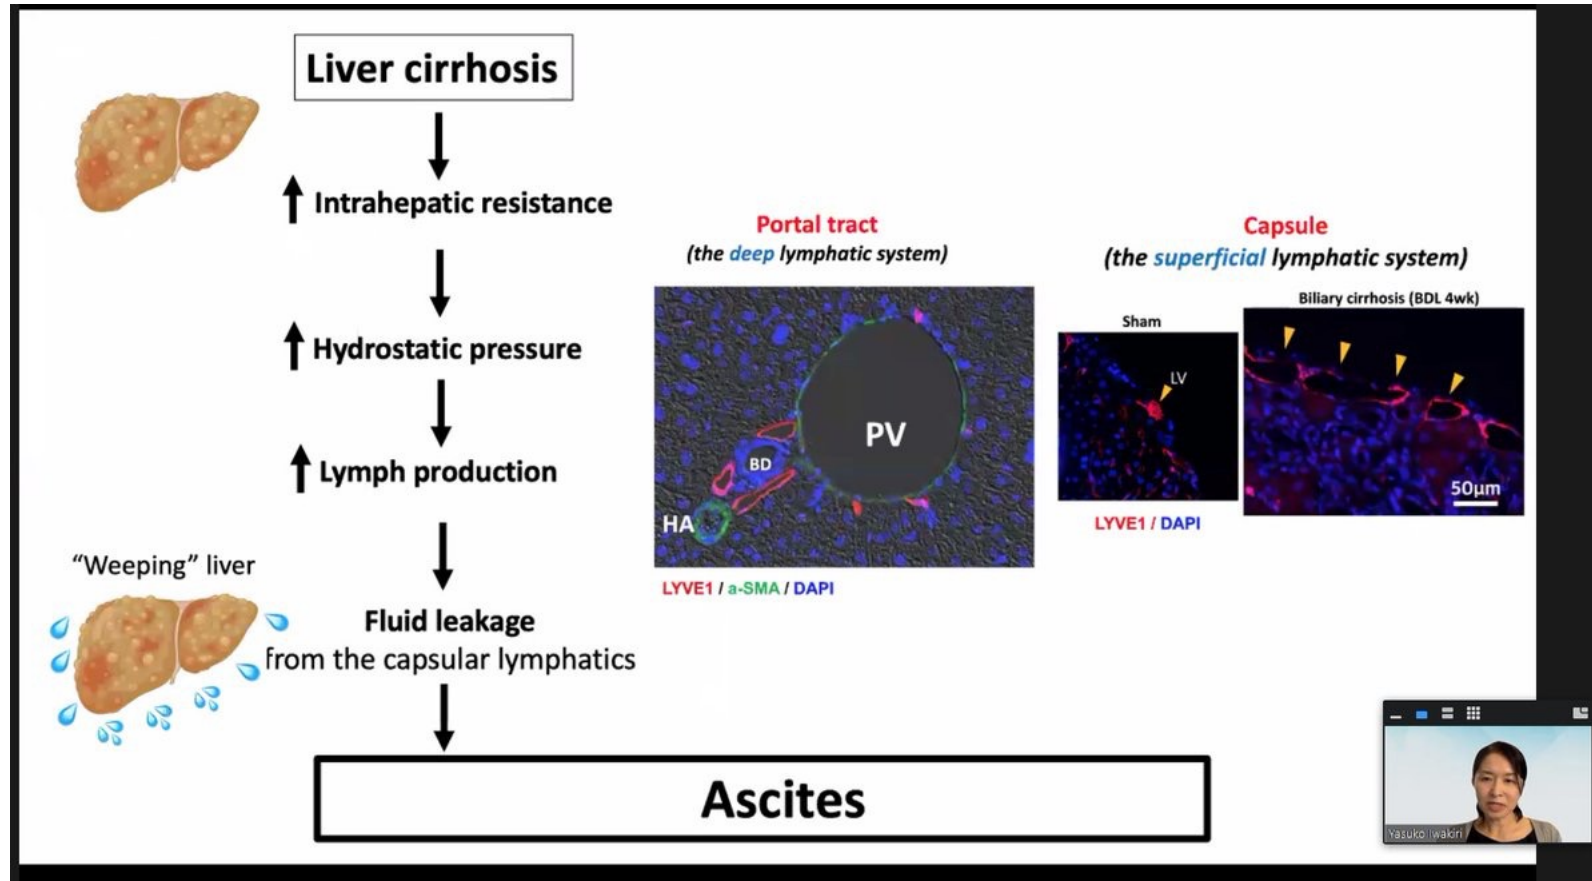 Liver cirrhosis
Intrahepatic resistance
Hydrostatic pressure
Lymph production
"Weeping" liver
Fluid leakage
from the capsular lymphatics
Ascites
Portal tract
(the deep lymphatic system)
PV
BD
HA
LYVE1 / a-SMA / DAPI
Capsule
(the superficial lymphatic system)
Sham
LV
Biliary cirrhosis (BDL 4wk)
50μm
LYVE1 / DAPI
Yasuko Iwakiri